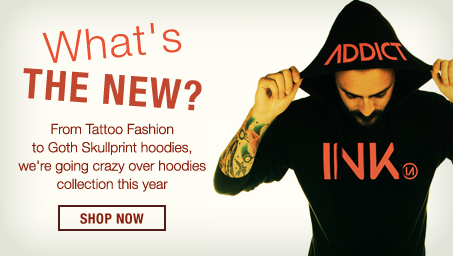 What's
THE NEW?
From Tattoo Fashion
to Goth Skullprint hoodies,
we're going crazy over hoodies
collection this year
SHOP NOW
ADDICT
INK